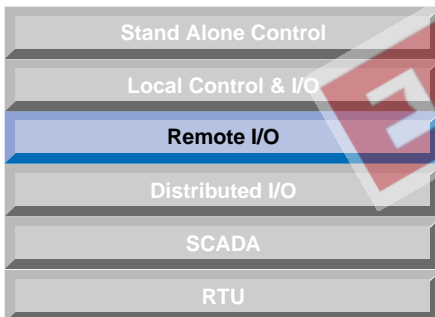 Stand Alone Control
Local Control & I/O
Remote I/O
Distributed I/O
SCADA
RTU